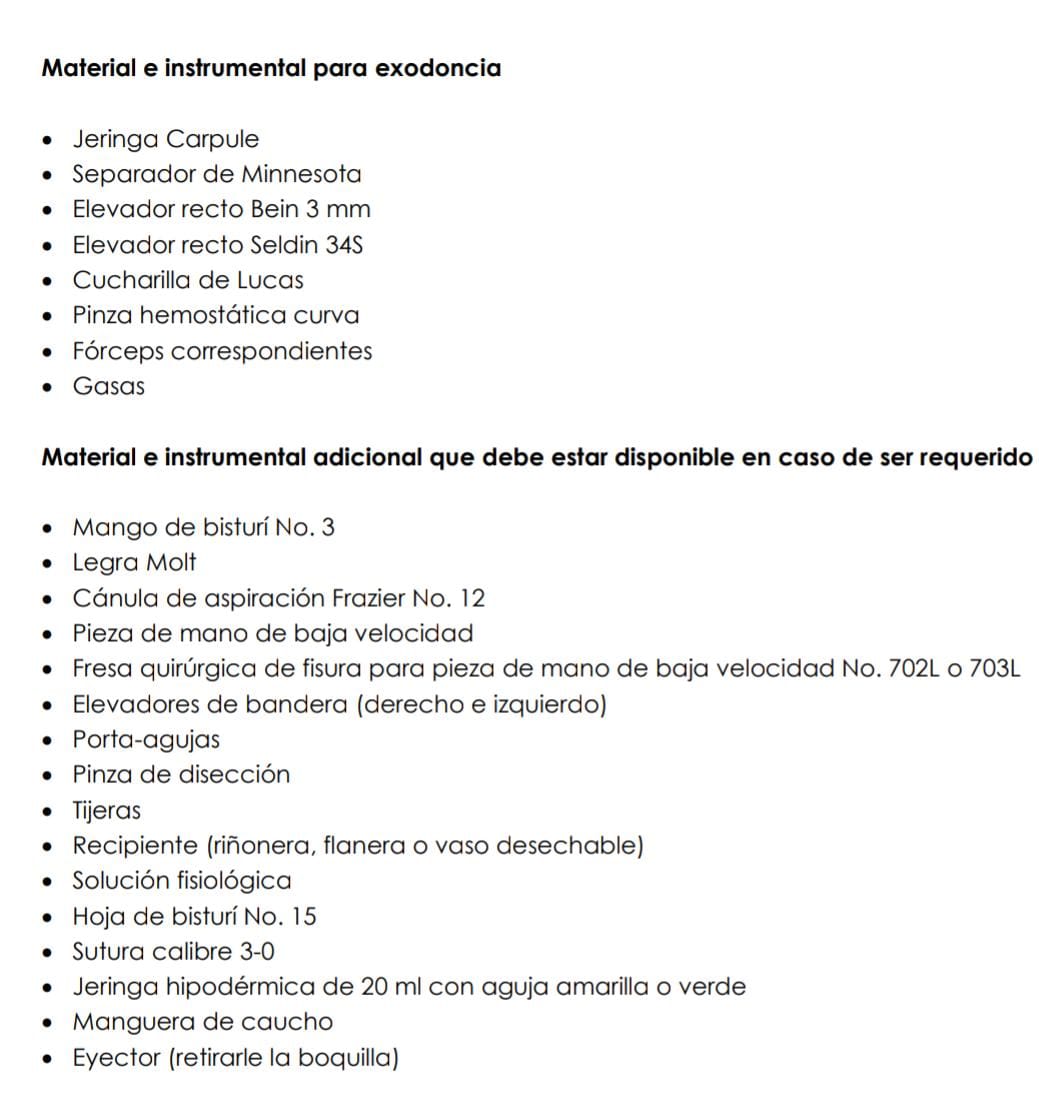 Material e instrumental para exodoncia
• Jeringa Carpule
• Separador de Minnesota
• Elevador recto Bein 3 mm
• Elevador recto Seldin 34S
• Cucharilla de Lucas
• Pinza hemostática curva
• Fórceps correspondientes
• Gasas
Material e instrumental adicional que debe estar disponible en caso de ser requerido
• Mango de bisturí No. 3
• Legra Molt
• Cánula de aspiración Frazier No. 12
• Pieza de mano de baja velocidad
• Fresa quirúrgica de fisura para pieza de mano de baja velocidad No. 702L o 703L
• Elevadores de bandera (derecho e izquierdo)
• Porta-agujas
• Pinza de disección
• Tijeras
• Recipiente (riñonera, flanera o vaso desechable)
• Solución fisiológica
• Hoja de bisturí No. 15
• Sutura calibre 3-0
• Jeringa hipodérmica de 20 ml con aguja amarilla o verde
• Manguera de caucho
• Eyector (retirarle la boquilla)